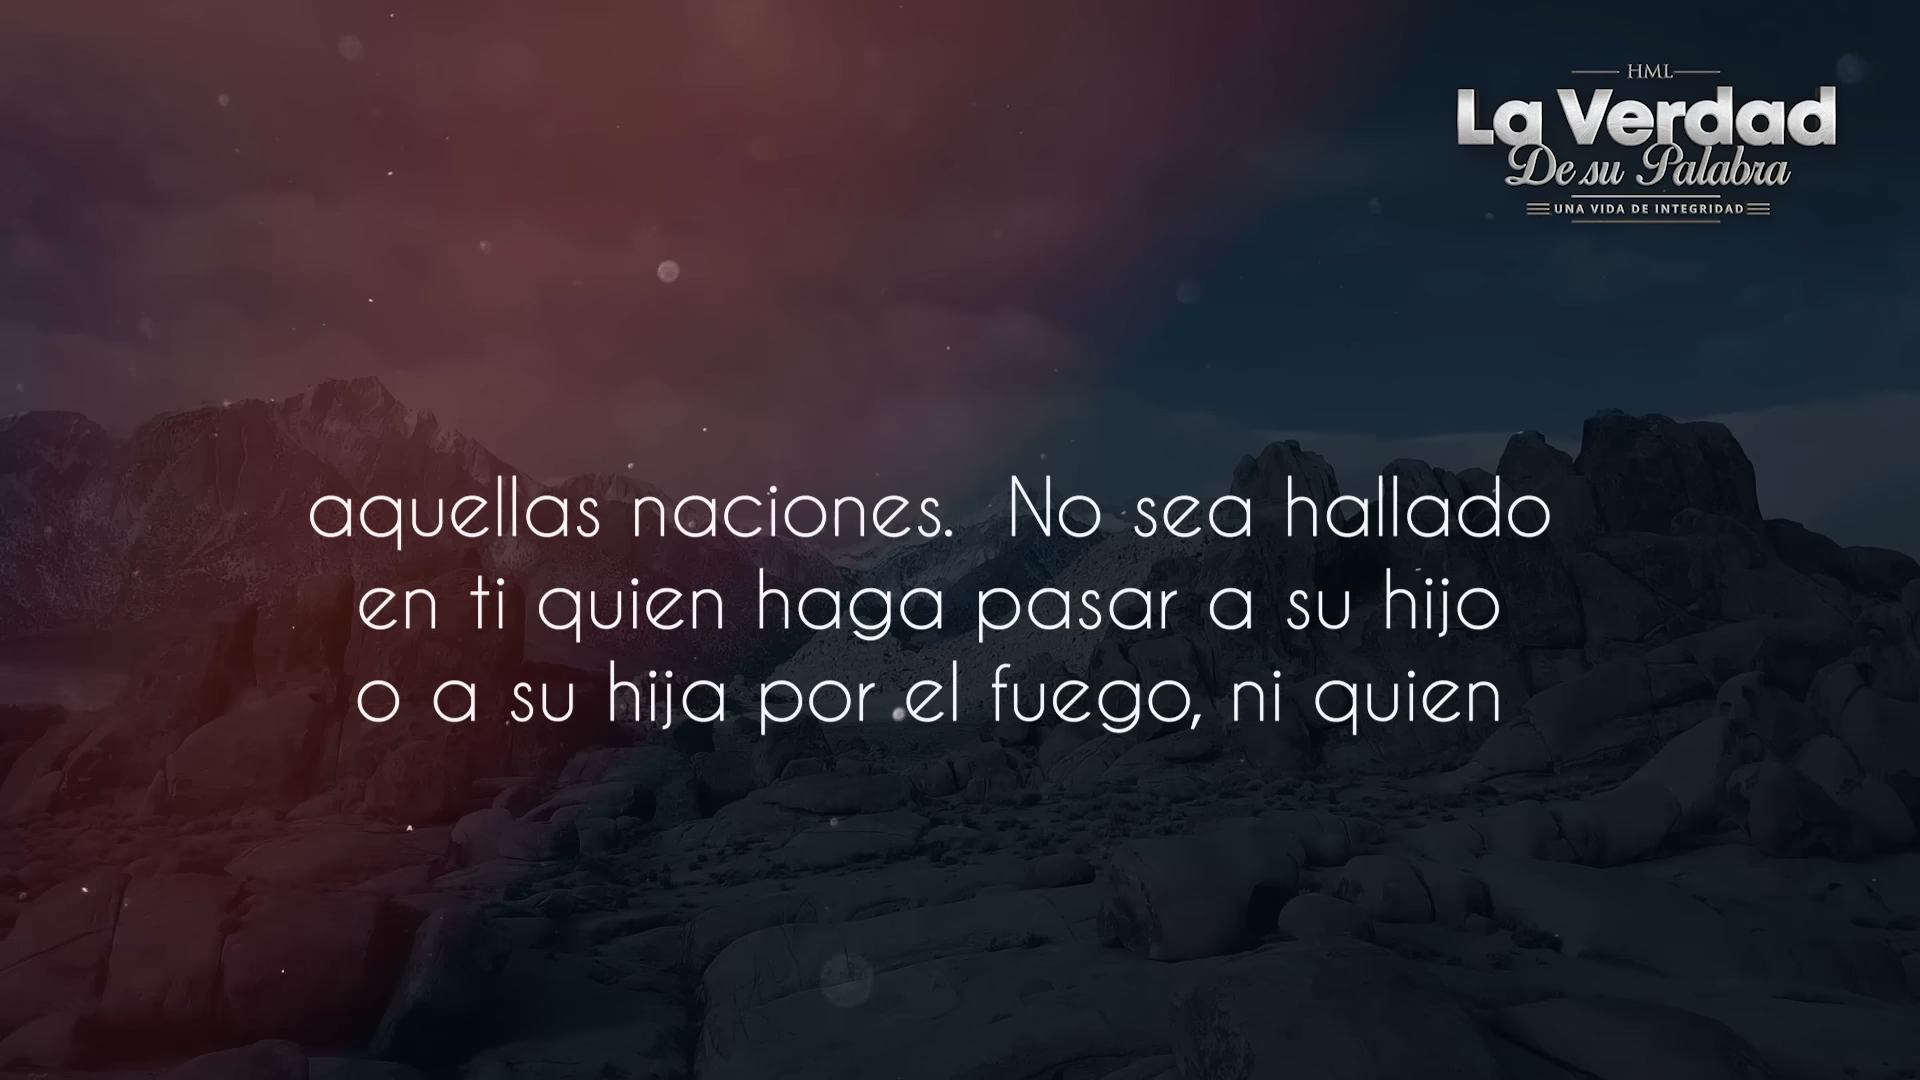 HML
La Verdad
De su Palabra
UNA VIDA DE INTEGRIDAD
aquellas naciones.  No sea hallado
en ti quien haga pasar a su hijo
o a su hija por el fuego, ni quien